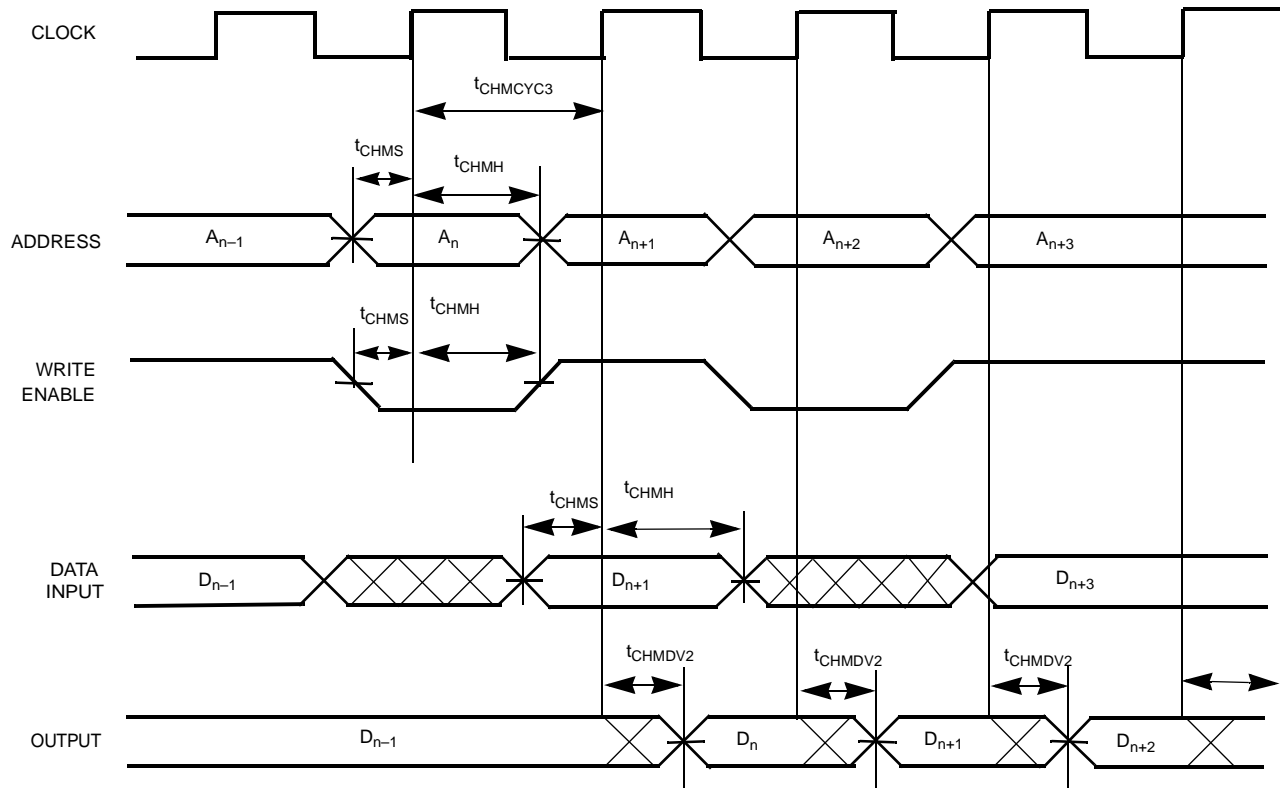 CLOCK
tCHMCYC3
tCHMS
tCHMH
ADDRESS
An–1
An
An+1
An+2
An+3
tCHMS
tCHMH
WRITE
ENABLE
tCHMS
tCHMH
DATA
INPUT
Dn–1
Dn+1
Dn+3
tCHMDV2
tCHMDV2
tCHMDV2
OUTPUT
Dn–1
Dn
Dn+1
Dn+2